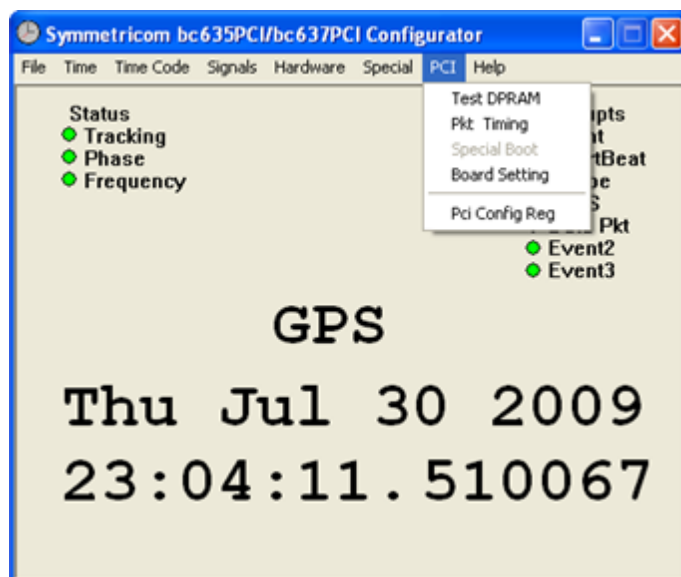 Symmetricom bc635PCI/bc637PCI Configurator
File Time Time Code Signals Hardware Special PCI Help
Test DPRAM
Pkt Timing
Special Boot
Board Setting
Pci Config Reg
Status
Tracking
Phase
Frequency
Pkt
Event2
Event3
GPS
Thu Jul 30 2009
23:04:11.510067